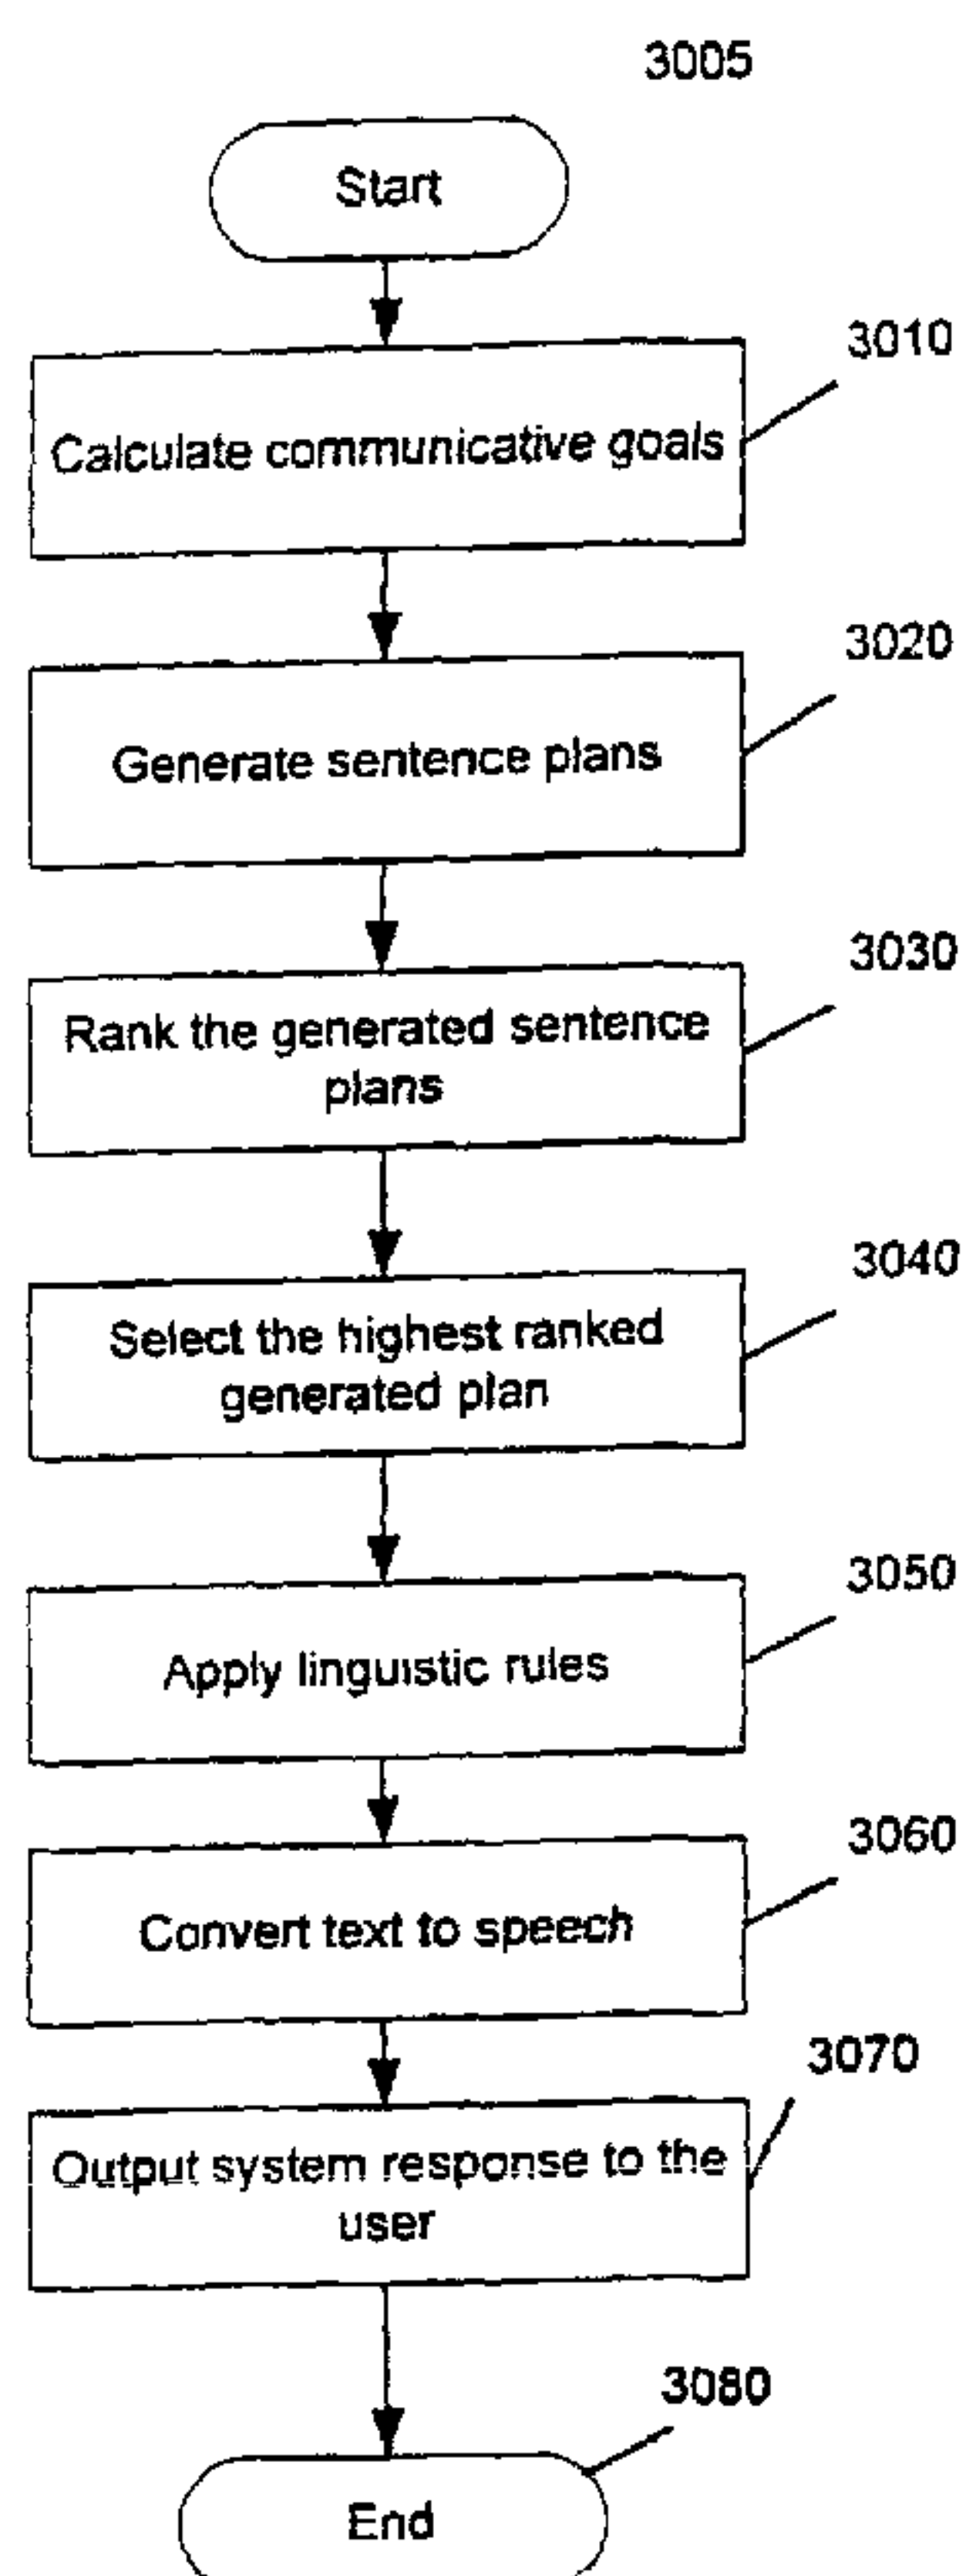 3005
Start
3010
Calculate communicative goals
3020
Generate sentence plans
3030
Rank the generated sentence
plans
3040
Select the highest ranked
generated plan
3050
Apply linguistic rules
3060
Convert text to speech
3070
Output system response to the
user
3080
End